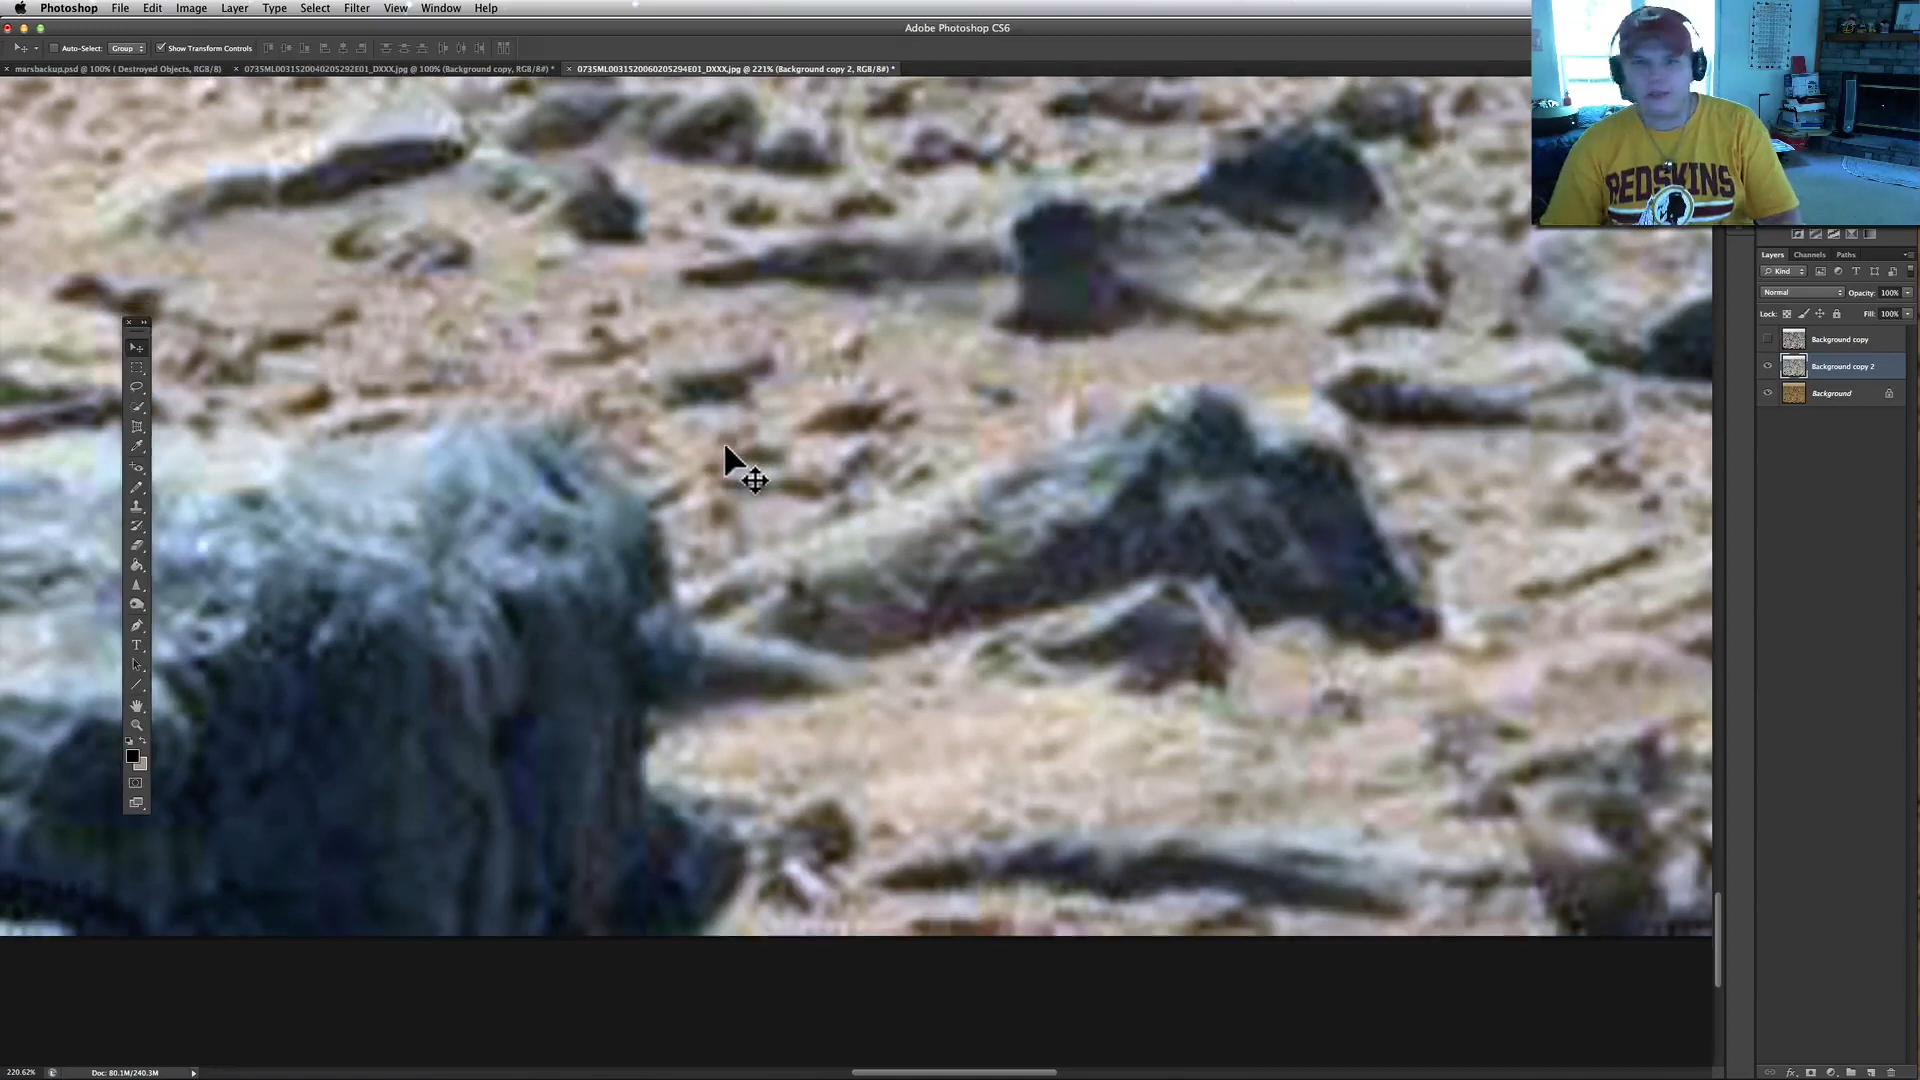 Photoshop File Edit Image Layer Type Select Filter View Window Help
Adobe Photoshop CS6
Auto-Select: Group Show Transform Controls
marsbackup.psd @ 100% ( Destroyed Objects, RGB/8) 0735ML0031520040205292E01_DXXX.jpg @ 100% (Background copy, RGB/8#) * 0735ML0031520060205294E01_DXXX.jpg @ 221% (Background copy 2, RGB/8#) *
REDSKINS
Layers Channels Paths
Kind
Normal Opacity: 100%
Lock: Fill: 100%
Background copy
Background copy 2
Background
220.62% Doc: 80.1M/240.3M